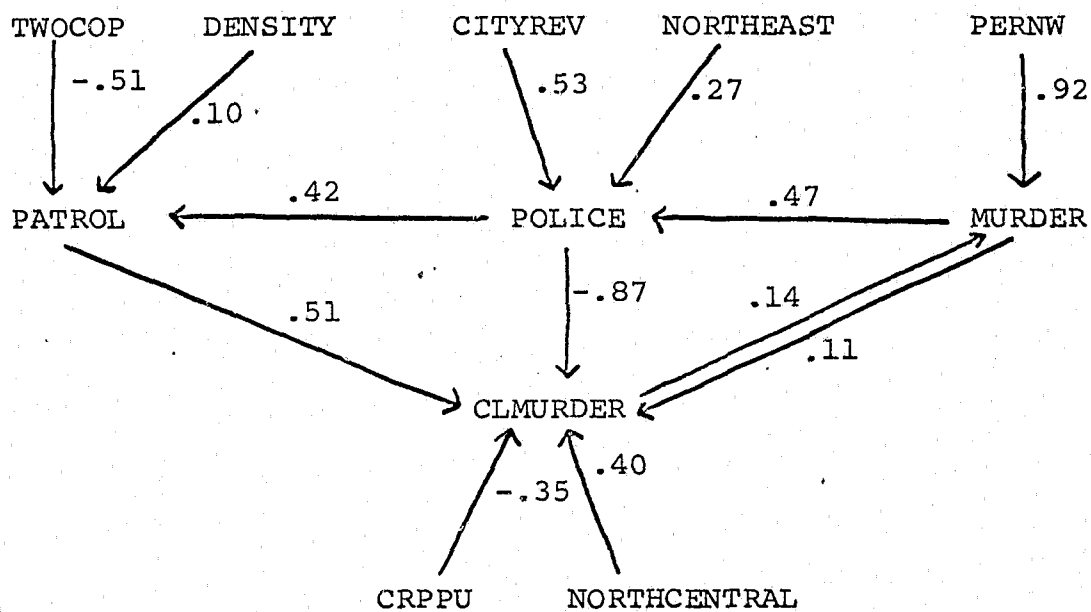 TWOCOP DENSITY CITYREV NORTHEAST PERNW
-.51 .10 .53 .27 .92
.42 .47
PATROL POLICE MURDER
.51 -.87 .14
.11
CLMURDER
-.35 .40
CRPPU NORTHCENTRAL